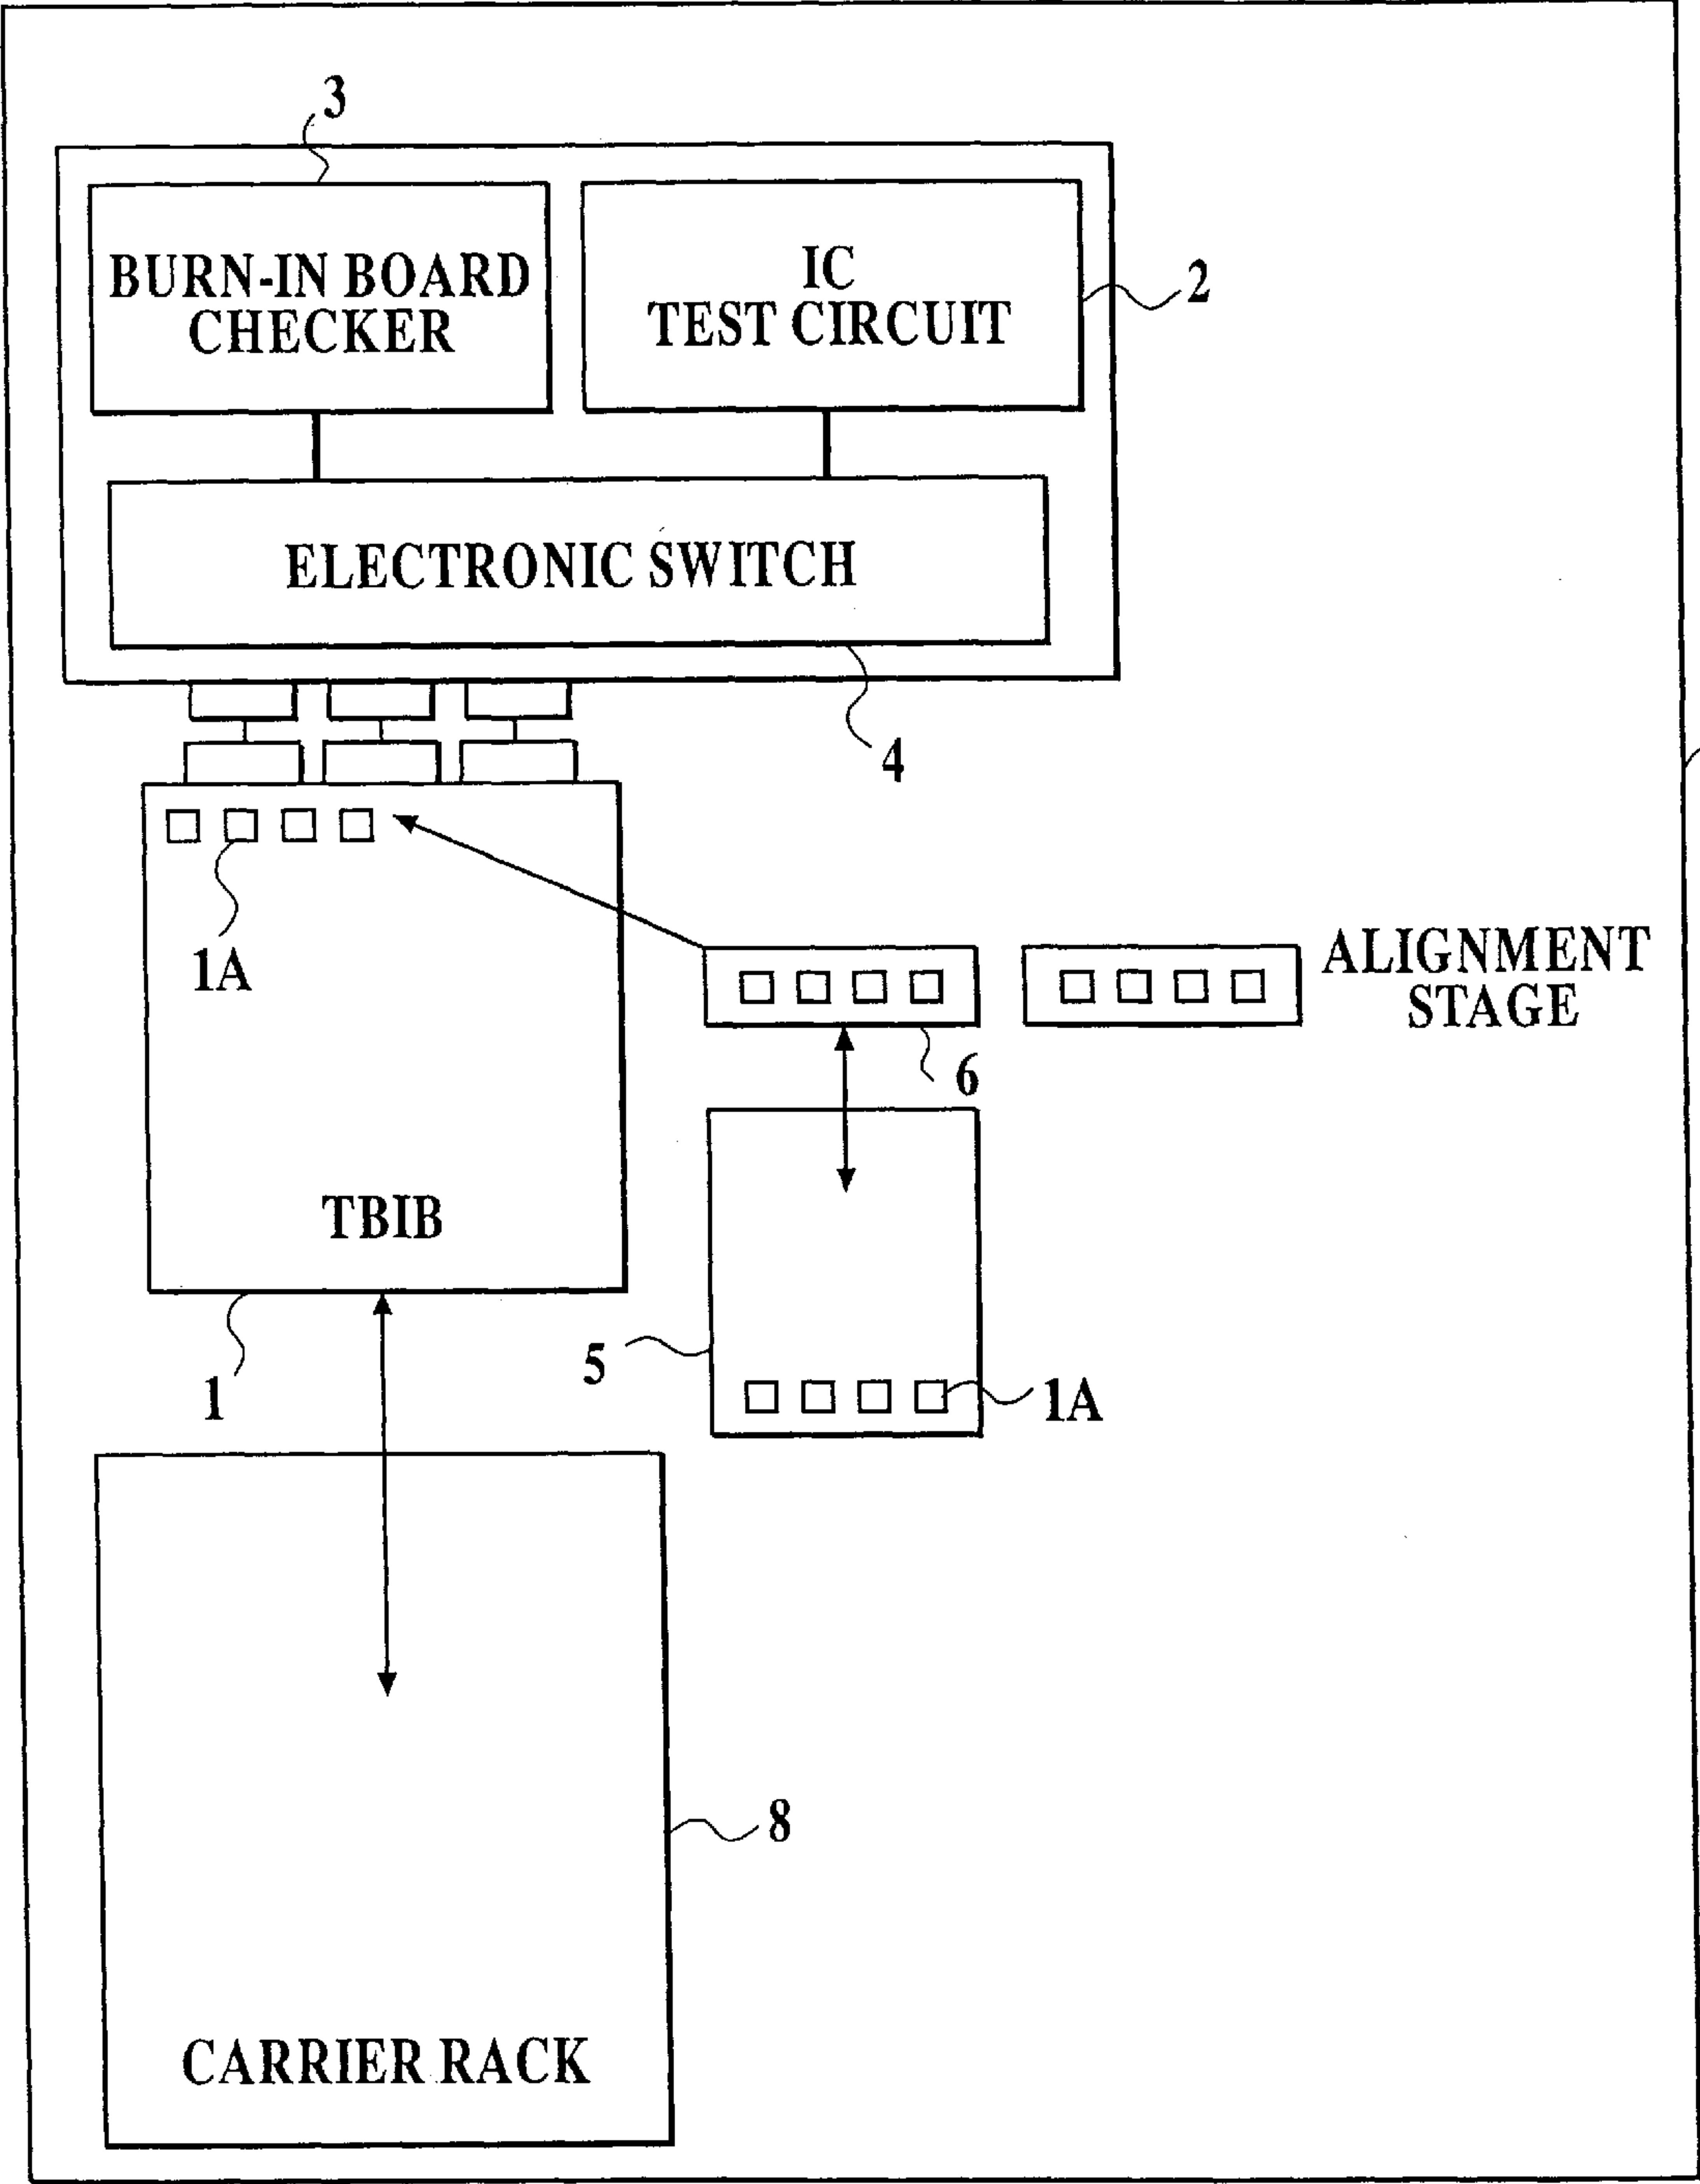 3
BURN-IN BOARD
CHECKER
IC
TEST CIRCUIT
2
ELECTRONIC SWITCH
4
1A
ALIGNMENT
STAGE
6
TBIB
5
1
1A
8
CARRIER RACK